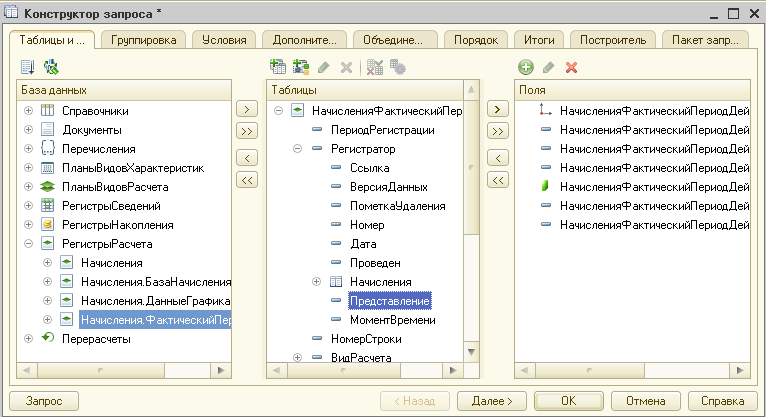 Конструктор запроса *
Таблицы и ...
Группировка
Условия
Дополните...
Объедине...
Порядок
Итоги
Построитель
Пакет запр...
База данных
Справочники
Документы
Перечисления
ПланыВидовХарактеристик
ПланыВидовРасчета
РегистрыСведений
РегистрыНакопления
РегистрыРасчета
Начисления
Начисления.БазаНачисления
Начисления.ДанныеГрафика
Начисления.ФактическийПер
Перерасчеты
Таблицы
НачисленияФактическийПер
ПериодРегистрации
Регистратор
Ссылка
ВерсияДанных
ПометкаУдаления
Номер
Дата
Проведен
Начисления
Представление
МоментВремени
НомерСтроки
ВидРасчета
Поля
НачисленияФактическийПериодДей
НачисленияФактическийПериодДей
НачисленияФактическийПериодДей
НачисленияФактическийПериодДей
НачисленияФактическийПериодДей
НачисленияФактическийПериодДей
НачисленияФактическийПериодДей
Запрос
< Назад
Далее >
OK
Отмена
Справка